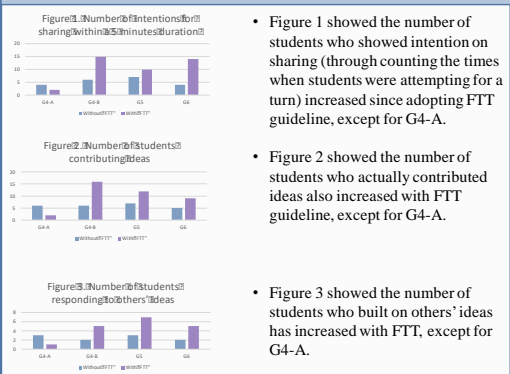 Figure 1. Number of intentions for
sharing within 5 minutes duration
20
15
10
5
0
G4-A G4-B G5 G6
Without FTT" With FTT"
• Figure 1 showed the number of
students who showed intention on
sharing (through counting the times
when students were attempting for a
turn) increased since adopting FTT
guideline, except for G4-A.
Figure 2. Number of students
contributing ideas
20
15
10
5
0
G4-A G4-B G5 G6
Without FTT" With FTT"
• Figure 2 showed the number of
students who actually contributed
ideas also increased with FTT
guideline, except for G4-A.
Figure 3. Number of students
responding to others' ideas
8
6
4
2
0
G4-A G4-B G5 G6
Without FTT" With FTT"
• Figure 3 showed the number of
students who built on others' ideas
has increased with FTT, except for
G4-A.